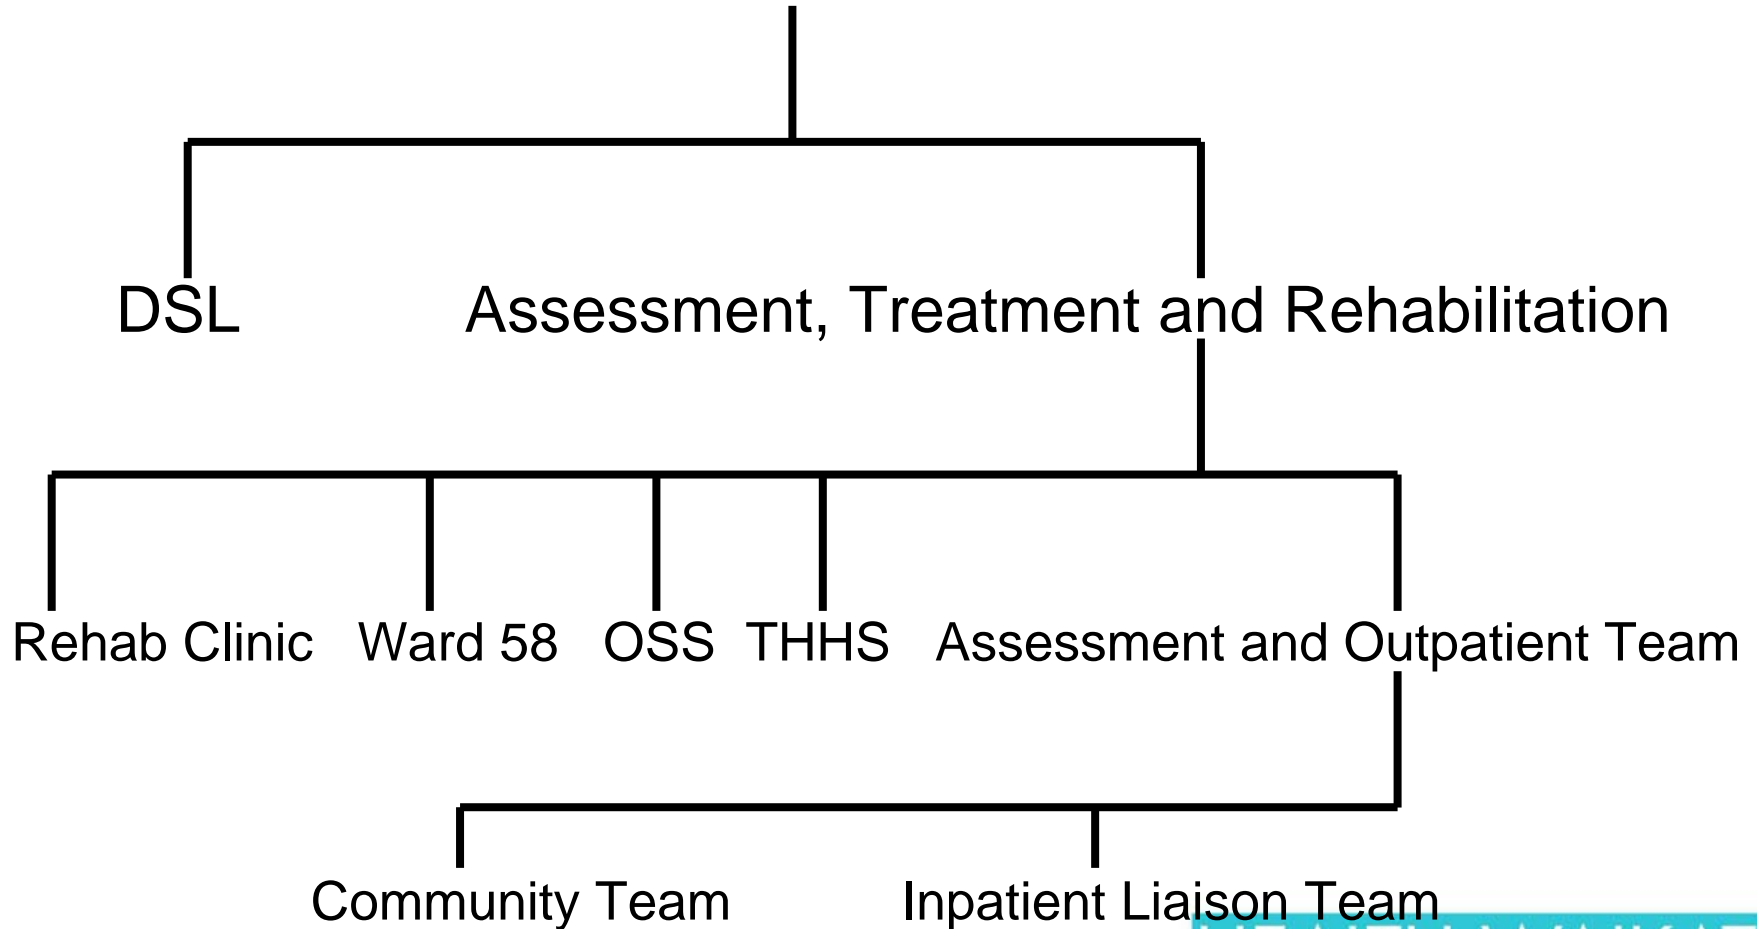 DSL Assessment, Treatment and Rehabilitation
Rehab Clinic Ward 58 OSS THHS Assessment and Outpatient Team
Community Team Inpatient Liaison Team